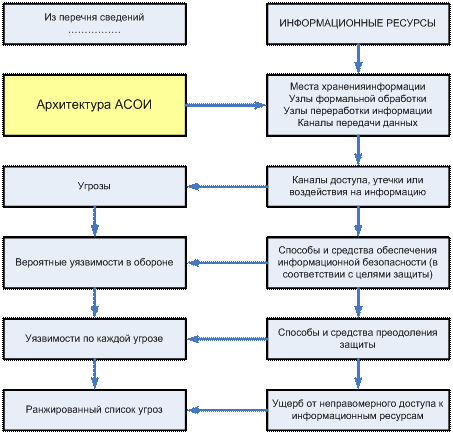 Из перечня сведений
……………
ИНФОРМАЦИОННЫЕ РЕСУРСЫ
Архитектура АСОИ
Места храненияинформации
Узлы формальной обработки
Узлы переработки информации
Каналы передачи данных
Угрозы
Каналы доступа, утечки или
воздействия на информацию
Вероятные уязвимости в обороне
Способы и средства обеспечения
информационной безопасности (в
соответствии с целями защиты)
Уязвимости по каждой угрозе
Способы и средства преодоления
защиты
Ранжированный список угроз
Ущерб от неправомерного доступа к
информационным ресурсам